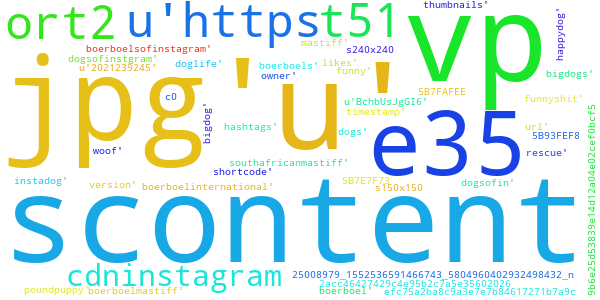 thumbnails'
ort2 u'https t51 vp
happydog'
boerboelsofinstagram' mastiff' s240x240
dogsofinstgram' doglife' boerboels' likes'
u'2021239245' owner' funny' bigdogs'
jpg'u'
c0 5B7FAFEE
bigdog' u'BchbUsJgGI6' funnyshit'
timestamp'
hashtags' dogs' e35 url'
woof' 5B93FEF8
southafricanmastiff' rescue'
shortcode'
instadog' version' boerboelinternational' 5B7E7F73 s150x150 dogsofin'
scontent
9b6e25d53839e14d12a04e02cef0bcf5
cdninstagram 25008979_1552536591466743_5804960402932498432_n
2acc46427429c4e95b2c7a5e35602026
poundpuppy' boerboelmastiff' boerboel' efc75a2ba8c9a3e7e7b84617271b7a9c